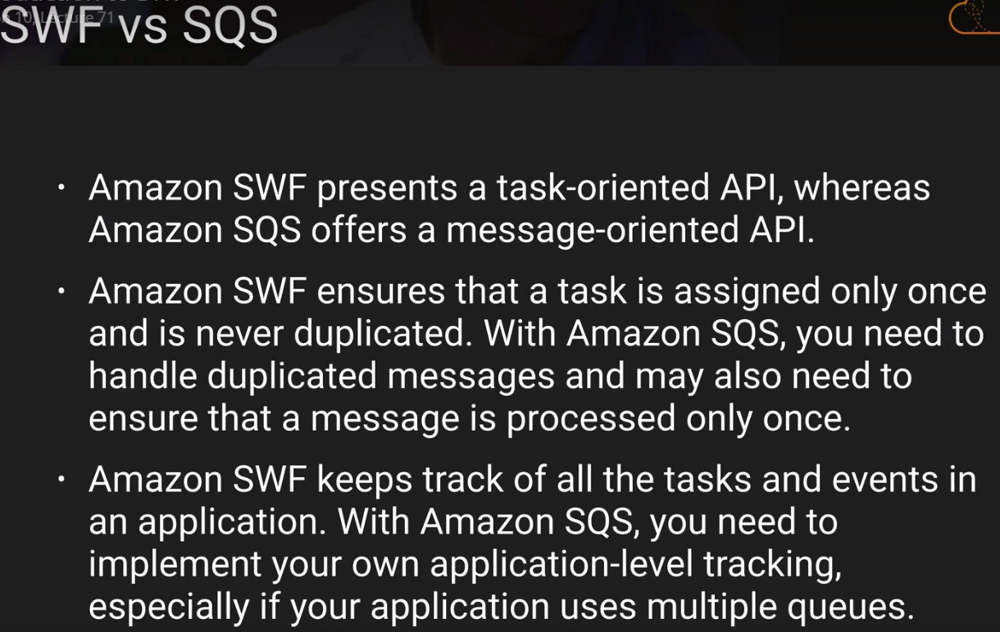 10, Lecture 71
SWF vs SQS
· Amazon SWF presents a task-oriented API, whereas
Amazon SQS offers a message-oriented API.
· Amazon SWF ensures that a task is assigned only once
and is never duplicated. With Amazon SQS, you need to
handle duplicated messages and may also need to
ensure that a message is processed only once.
· Amazon SWF keeps track of all the tasks and events in
an application. With Amazon SQS, you need to
implement your own application-level tracking,
especially if your application uses multiple queues.